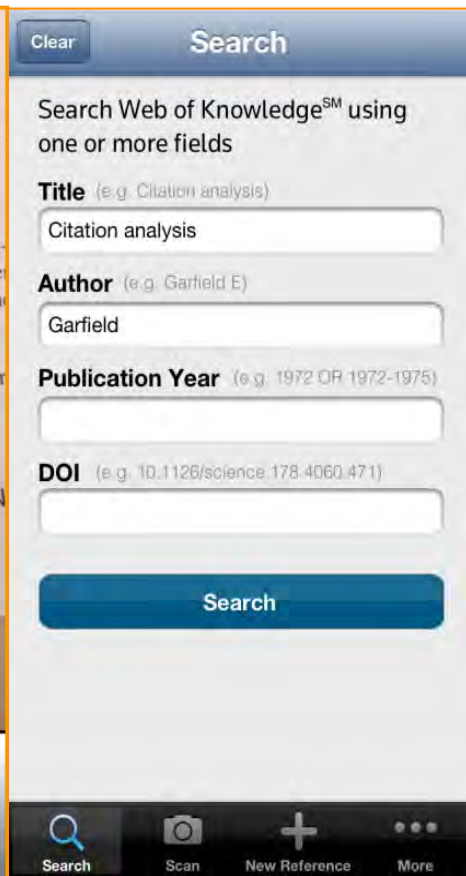 Clear
Search
Search Web of Knowledge℠ using
one or more fields
Title (e.g. Citation analysis)
Citation analysis
Author (e.g. Garfield E)
Garfield
Publication Year (e.g. 1972 OR 1972-1975)
DOI (e.g. 10.1126/science.178.4060.471)
Search
Search Scan New Reference More